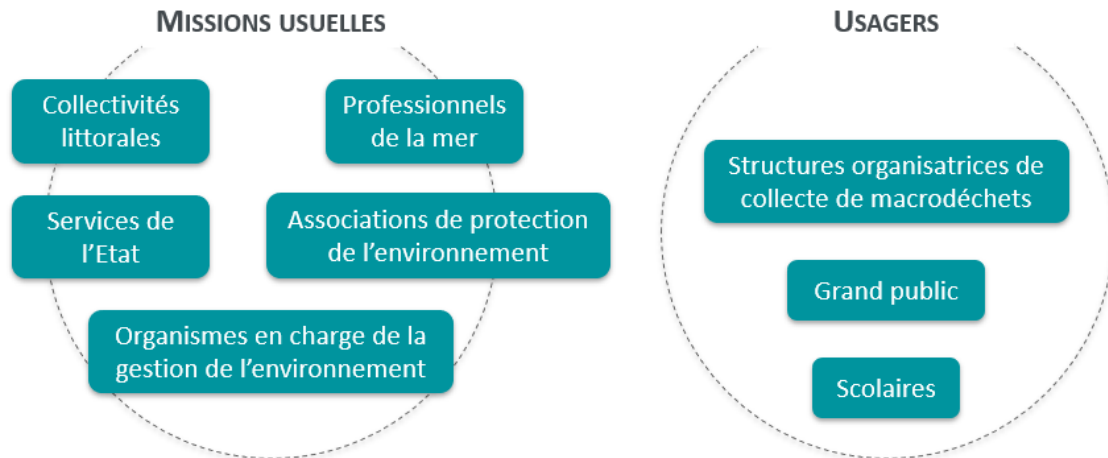 MISSIONS USUELLES
Collectivités
littorales
Professionnels
de la mer
Services de
l'Etat
Associations de protection
de l'environnement
Organismes en charge de la
gestion de l'environnement
USAGERS
Structures organisatrices de
collecte de macrodéchets
Grand public
Scolaires